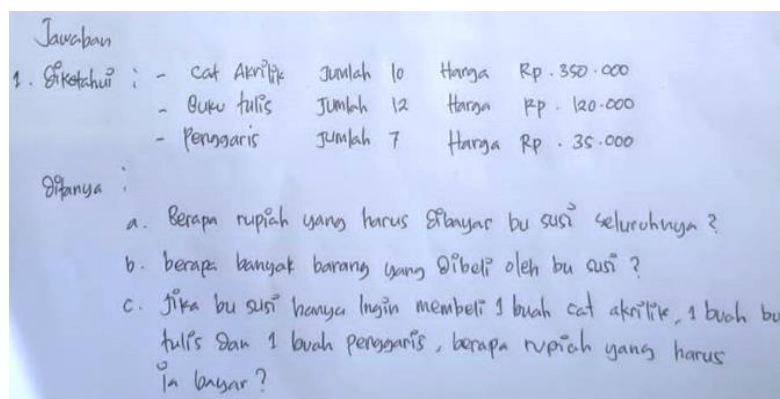 Jawaban
1. Diketahui : - Cat Akrilik Jumlah 10 Harga Rp. 350.000
- Buku tulis Jumlah 12 Harga Rp. 120.000
- Penggaris Jumlah 7 Harga Rp. 35.000
Ditanya :
a. Berapa rupiah yang harus dibayar bu susi seluruhnya ?
b. berapa banyak barang yang dibeli oleh bu susi ?
c. Jika bu susi hanya Ingin membeli 1 buah cat akrilik, 1 buah bu
tulis dan 1 buah penggaris, berapa rupiah yang harus
ia bayar ?